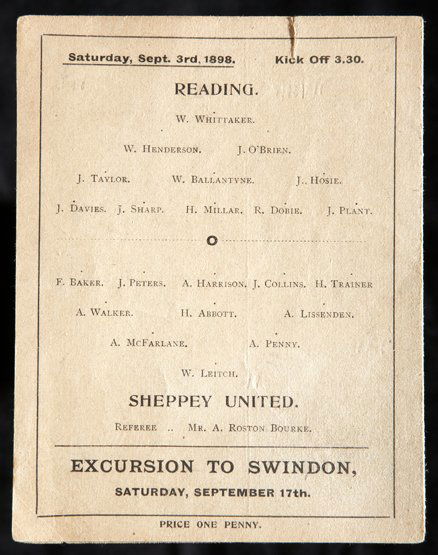 Saturday, Sept. 3rd, 1898. Kick Off 3.30.
READING.
W. WHITTAKER.
W. HENDERSON. J. O'BRIEN.
J. TAYLOR. W. BALLANTYNE. J. HOSIE.
J. DAVIES. J. SHARP. H. MILLAR. R. DOBIE. J. PLANT.
O
F. BAKER. J. PETERS. A. HARRISON. J. COLLINS. H. TRAINER
A. WALKER. H. ABBOTT. A. LISSENDEN.
A. MCFARLANE. A. PENNY.
W. LEITCH.
SHEPPEY UNITED.
REFEREE .. MR. A. ROSTON BOURKE.
EXCURSION TO SWINDON,
SATURDAY, SEPTEMBER 17th.
PRICE ONE PENNY.